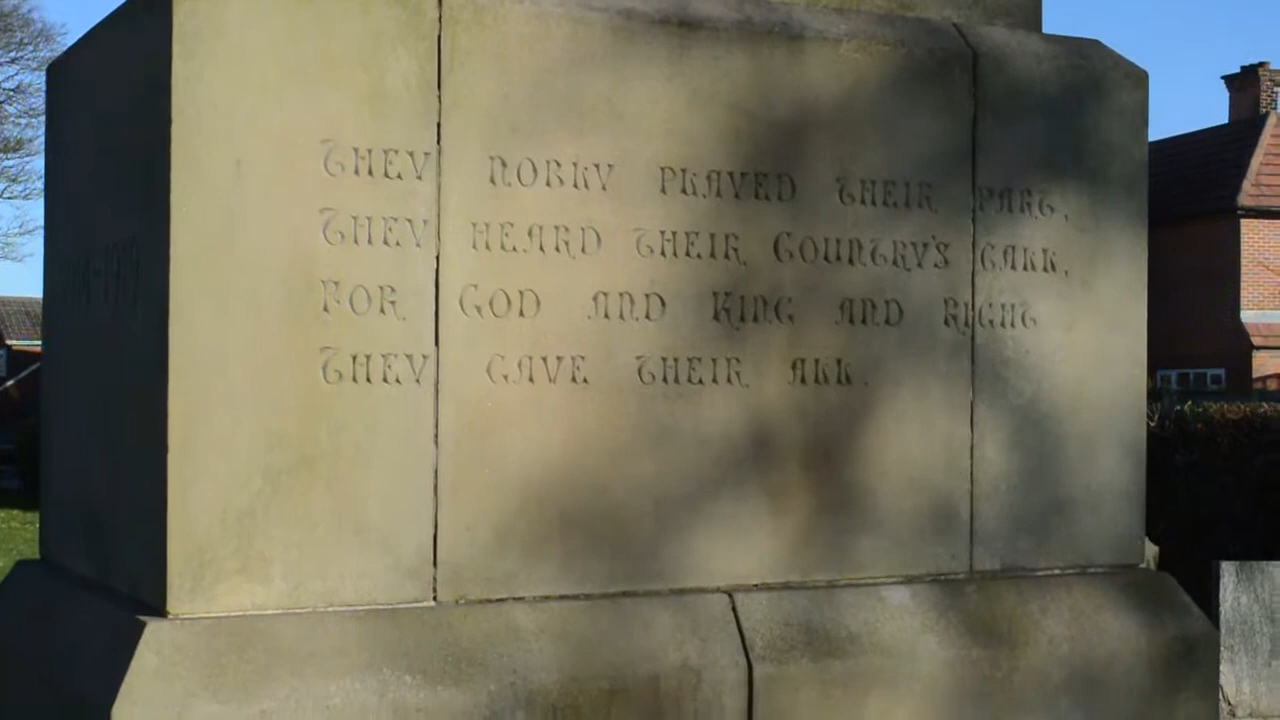 THEY NOBLY PLAYED THEIR PART,
THEY HEARD THEIR COUNTRY'S CALL,
FOR GOD AND KING AND RIGHT
THEY GAVE THEIR ALL.